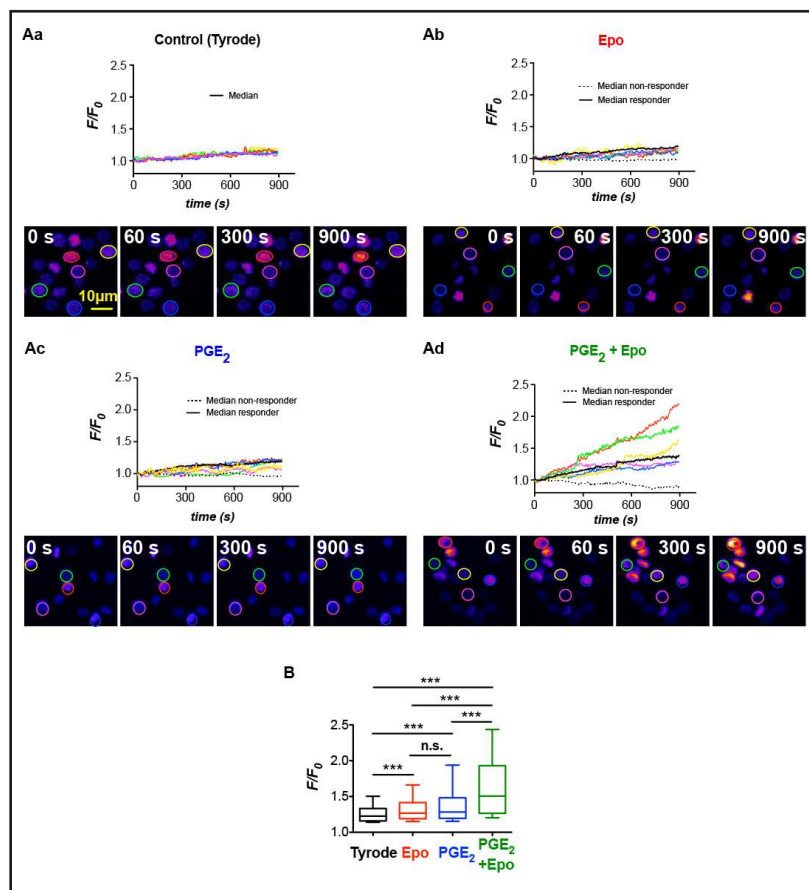 Aa
Control (Tyrode)
2.5
2.0
1.5
1.0
F/F0
Median
0 300 600 900
time (s)
0 s 60 s 300 s 900 s
10µm
Ab
Epo
2.5
2.0
1.5
1.0
F/F0
Median non-responder
Median responder
0 300 600 900
time (s)
0 s 60 s 300 s 900 s
Ac
PGE2
2.5
2.0
1.5
1.0
F/F0
Median non-responder
Median responder
0 300 600 900
time (s)
0 s 60 s 300 s 900 s
Ad
PGE2 + Epo
2.5
2.0
1.5
1.0
F/F0
Median non-responder
Median responder
0 300 600 900
time (s)
0 s 60 s 300 s 900 s
B
***
***
*** ***
n.s.
***
2.5
2.0
1.5
1.0
F/F0
Tyrode Epo PGE2 PGE2
+Epo